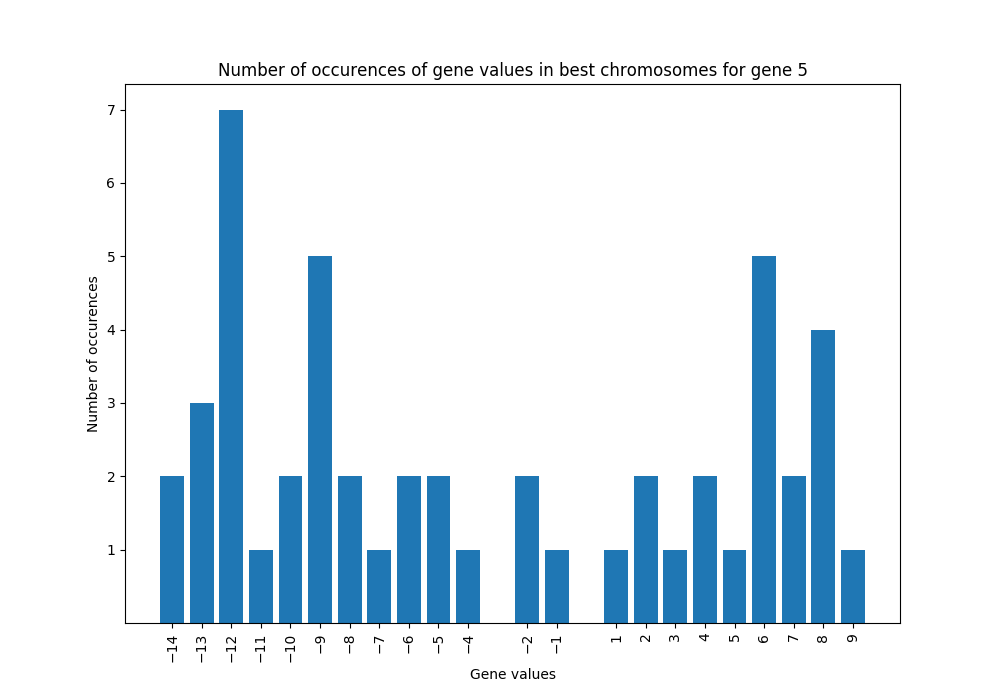 Number of occurences of gene values in best chromosomes for gene 5
Number of occurences
7
6
5
4
3
2
1
−14 −13 −12 −11 −10 −9 −8 −7 −6 −5 −4 −2 −1 1 2 3 4 5 6 7 8 9
Gene values